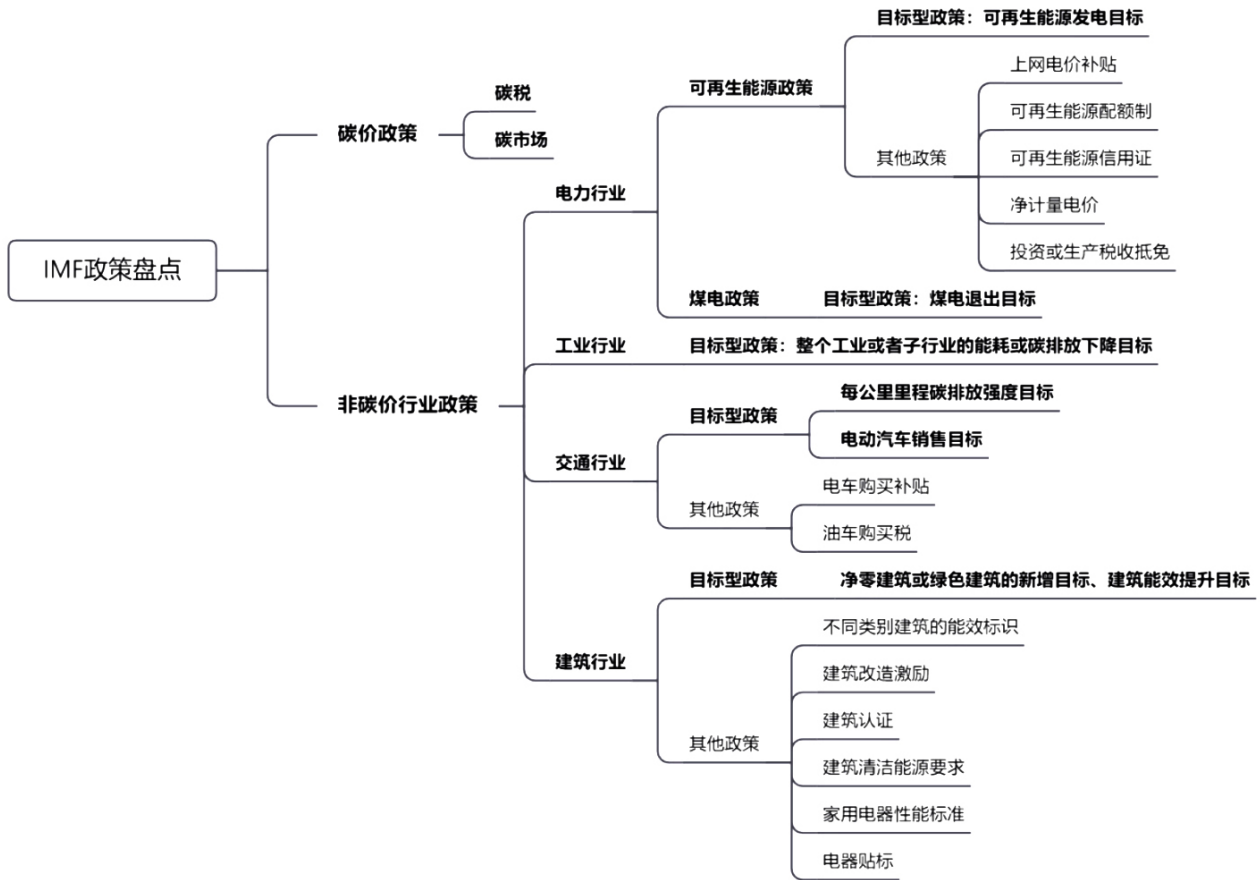 IMF政策盘点
碳价政策
碳税
碳市场
非碳价行业政策
电力行业
可再生能源政策
目标型政策：可再生能源发电目标
其他政策
上网电价补贴
可再生能源配额制
可再生能源信用证
净计量电价
投资或生产税收抵免
煤电政策
目标型政策：煤电退出目标
工业行业
目标型政策：整个工业或者子行业的能耗或碳排放下降目标
交通行业
目标型政策
每公里里程碳排放强度目标
电动汽车销售目标
其他政策
电车购买补贴
油车购买税
建筑行业
目标型政策
净零建筑或绿色建筑的新增目标、建筑能效提升目标
其他政策
不同类别建筑的能效标识
建筑改造激励
建筑认证
建筑清洁能源要求
家用电器性能标准
电器贴标